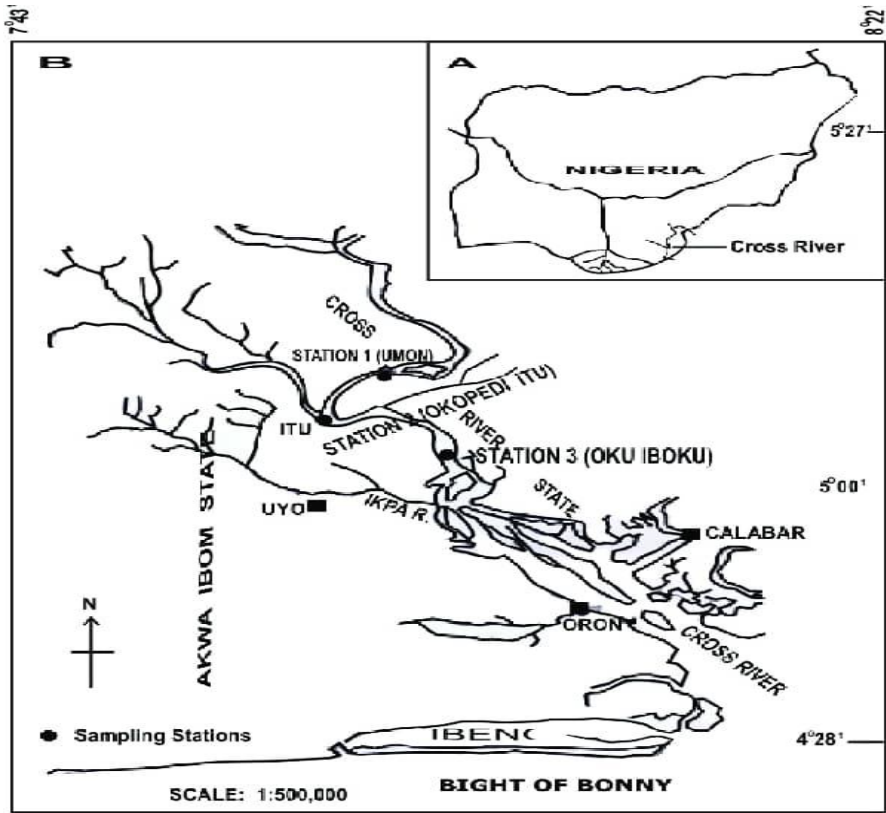 7°43'
8°22'
B
A
5°27'
NIGERIA
Cross River
CROSS
STATION 1 (UMON)
STATION 2 (OKOPEDI ITU)
ITU
RIVER
STATION 3 (OKU IBOKU)
STATE
5°00'
UYO
IKPA R.
CALABAR
AKWA IBOM STATE
N
ORON
CROSS RIVER
Sampling Stations
IBENO
4°28'
BIGHT OF BONNY
SCALE: 1:500,000